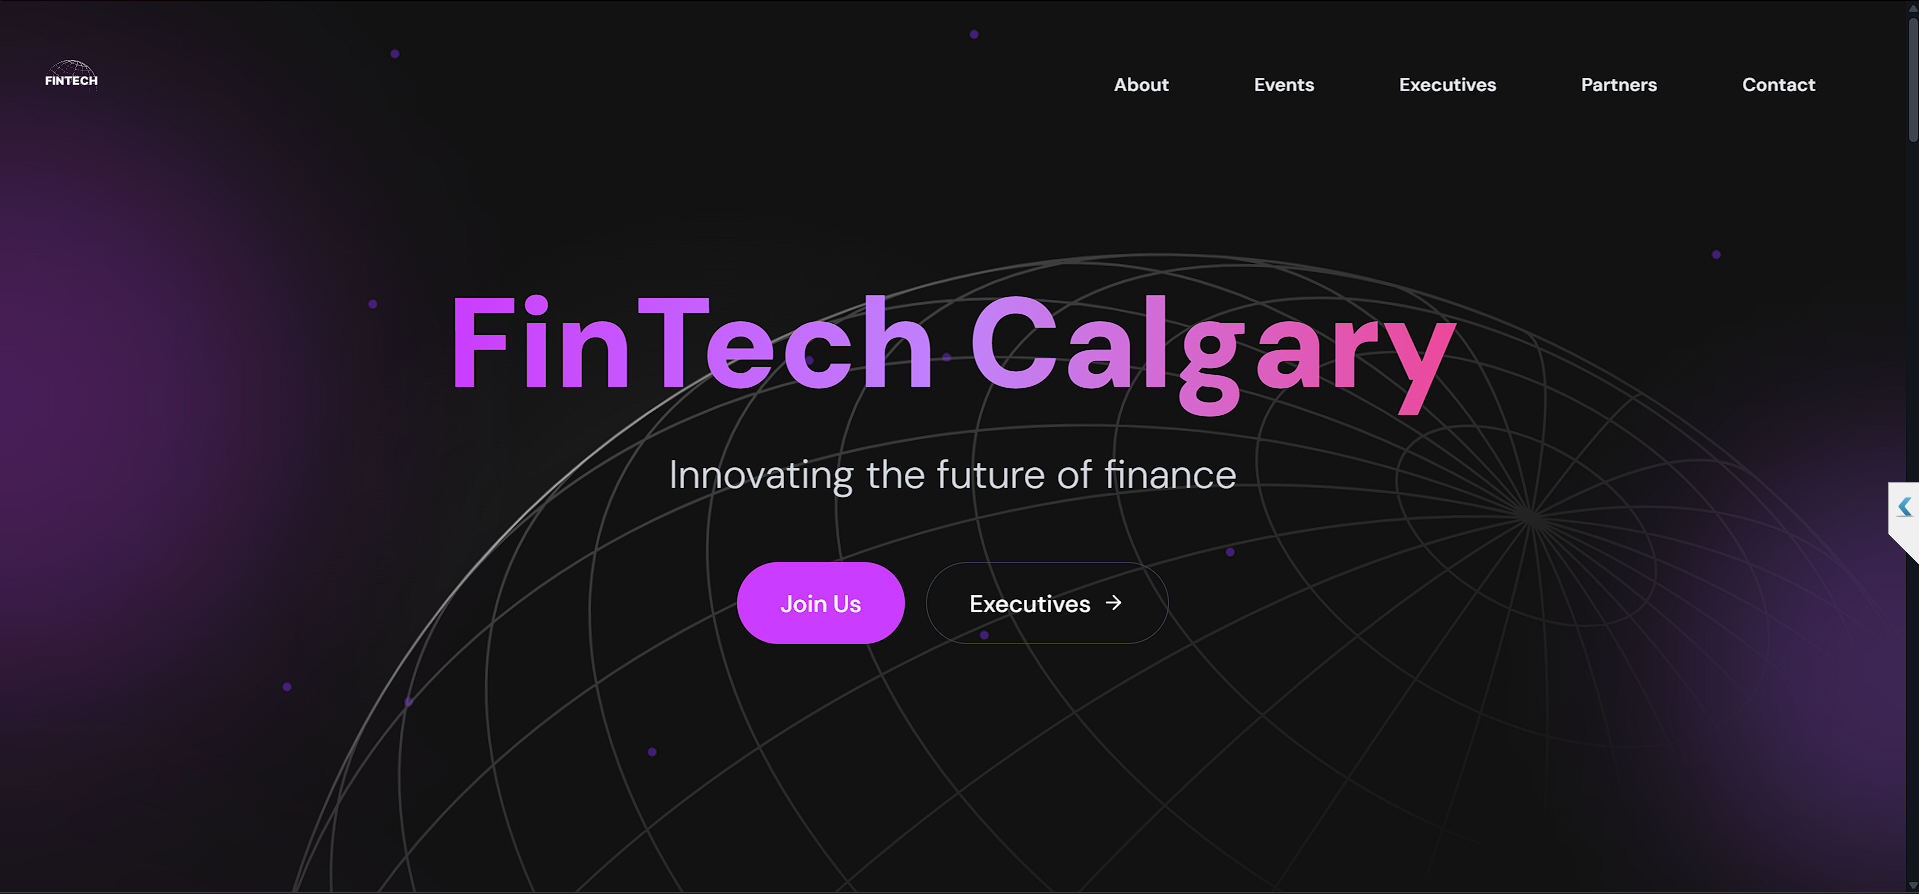 FINTECH
About
Events
Executives
Partners
Contact
FinTech Calgary
Innovating the future of finance
Join Us
Executives →